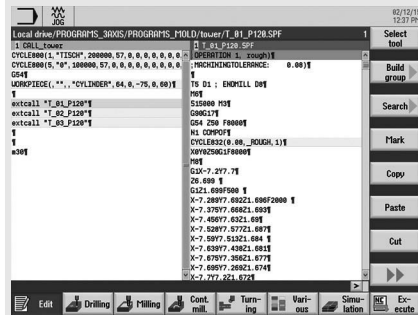 JOG
02/12/1
12:37 PM
Local drive/PROGRAMS_3AXIS/PROGRAMS_MOLD/tower/T_01_P120.SPF
1 CALL_tower
CYCLE800(1,"TISCH",200000,57,0,0,0,0,0,0,0,
CYCLE800(5,"0",100000,57,0,0,0,0,0,0,0,0,
G54¶
WORKPIECE(,"",,"CYLINDER",64,0,-75,0,60)¶
¶
extcall "T_01_P120"¶
extcall "T_02_P120"¶
extcall "T_03_P120"¶
¶
¶
m30¶
1
T_01_P120.SPF
OPERATION 1, rough)¶
;MACHININGTOLERANCE: 0.08)¶
¶
T5 D1 ; ENDMILL D8¶
M6¶
S15000 M3¶
G90G17¶
G54 Z50 F8000¶
N1 COMPOF¶
CYCLE832(0.08,_ROUGH,1)¶
X0Y0Z50G1F8000¶
M8¶
G1X-7.2Y7.7¶
Z6.699 ¶
G1Z1.699F500 ¶
X-7.289Y7.692Z1.696F2000 ¶
X-7.375Y7.668Z1.693¶
X-7.456Y7.63Z1.69¶
X-7.528Y7.577Z1.687¶
X-7.59Y7.513Z1.684 ¶
X-7.639Y7.438Z1.681¶
X-7.675Y7.356Z1.677¶
X-7.695Y7.269Z1.674¶
X-7.7Y7.2Z1.672¶
Select
tool
Build
group
Search
Mark
Copy
Paste
Cut
Edit
Drilling
Milling
Cont.
mill.
Turn-
ing
Vari-
ous
Simu-
lation
NC
Ex-
ecute